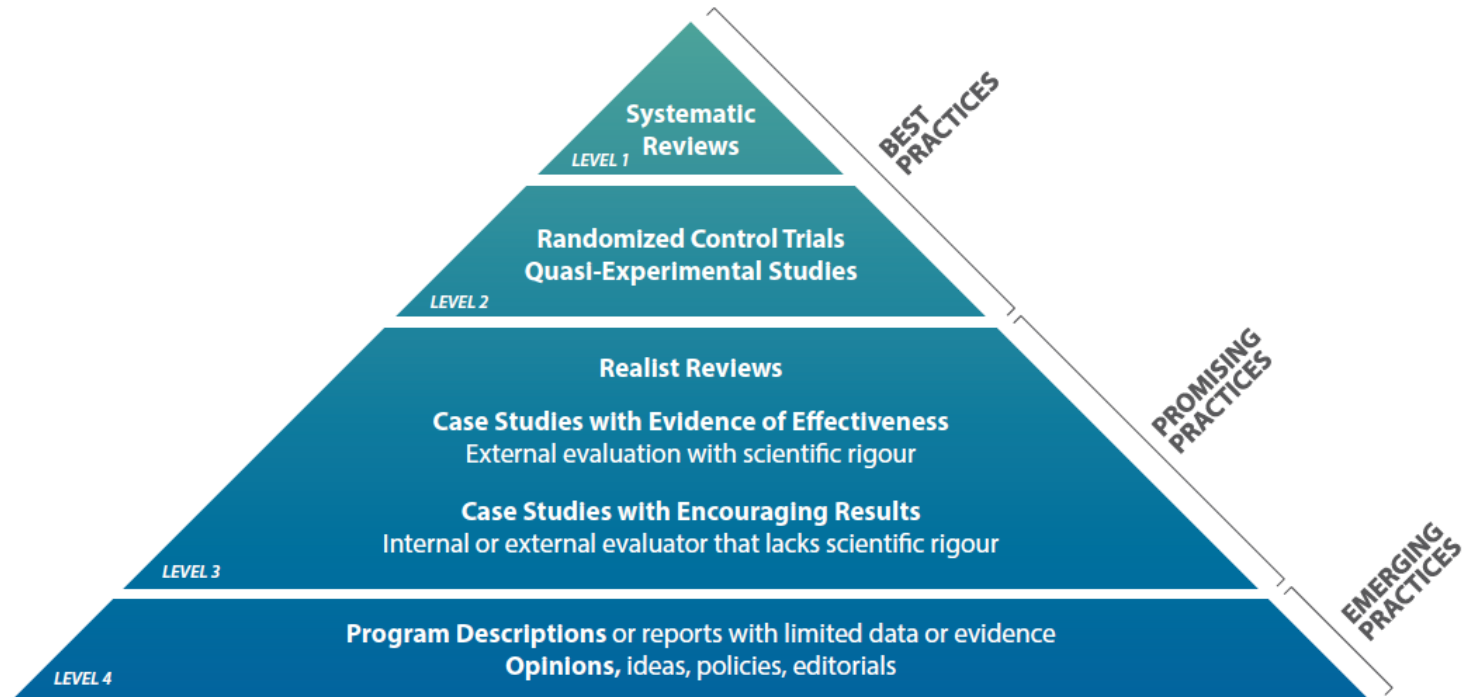 Systematic
Reviews
LEVEL 1
BEST
PRACTICES
Randomized Control Trials
Quasi-Experimental Studies
LEVEL 2
Realist Reviews
Case Studies with Evidence of Effectiveness
External evaluation with scientific rigour
Case Studies with Encouraging Results
Internal or external evaluator that lacks scientific rigour
LEVEL 3
PROMISING
PRACTICES
Program Descriptions or reports with limited data or evidence
Opinions, ideas, policies, editorials
LEVEL 4
EMERGING
PRACTICES